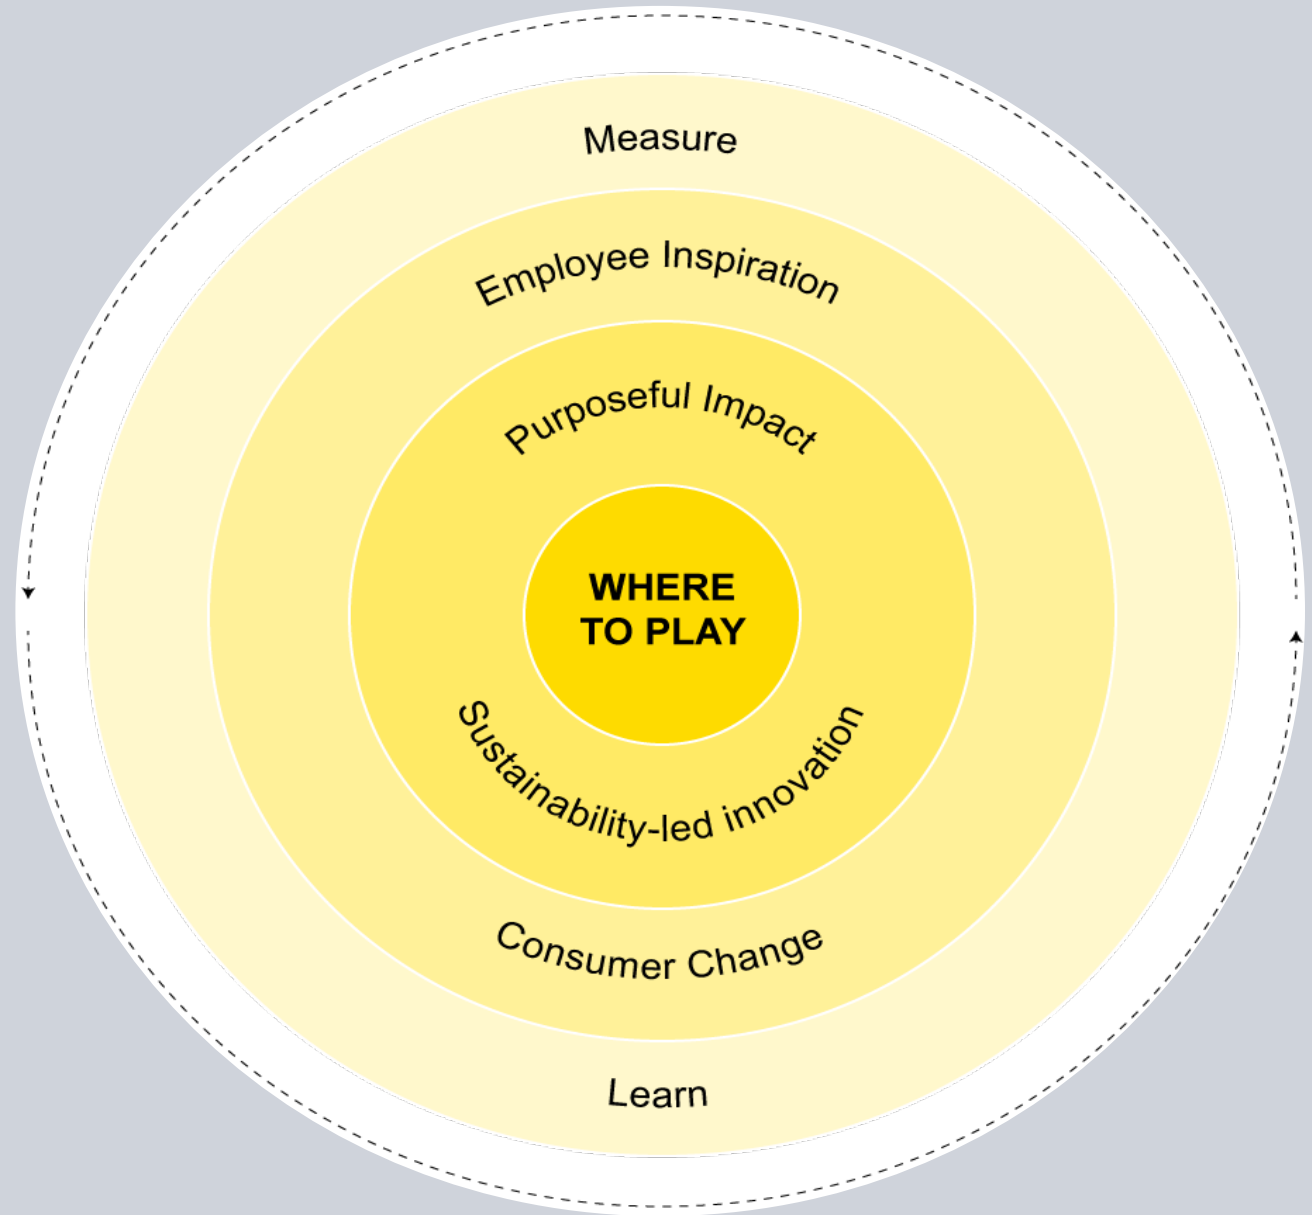 Measure
Employee Inspiration
Purposeful Impact
WHERE
TO PLAY
Sustainability-led innovation
Consumer Change
Learn